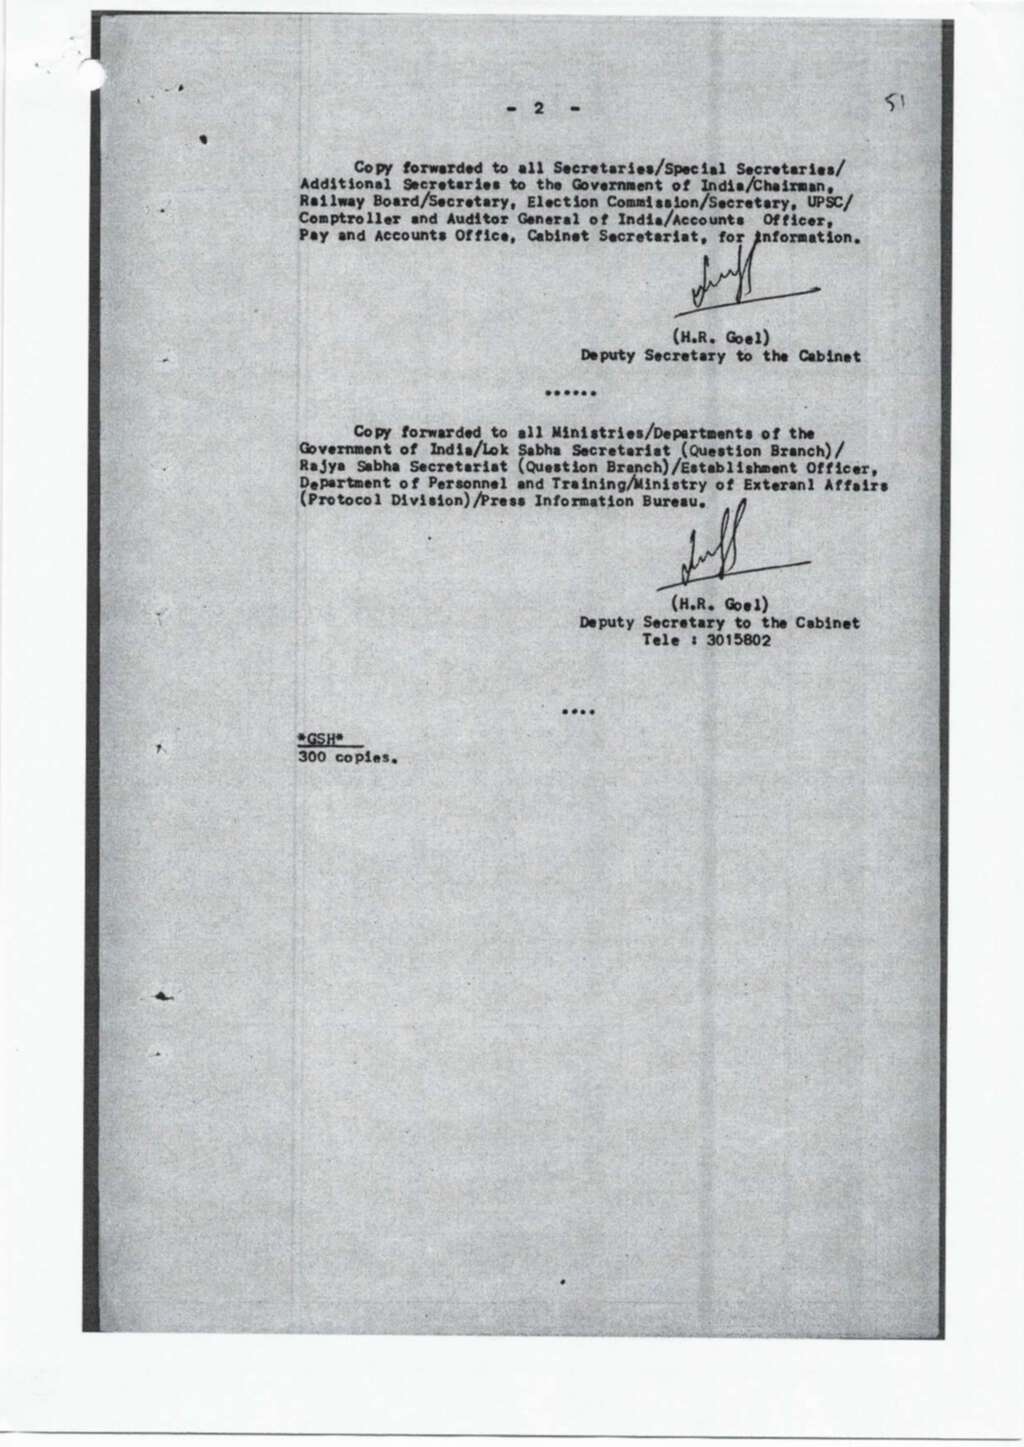 - 2 -
51
Copy forwarded to all Secretaries/Special Secretaries/
Additional Secretaries to the Government of India/Chairman,
Railway Board/Secretary, Election Commission/Secretary, UPSC/
Comptroller and Auditor General of India/Accounts Officer,
Pay and Accounts Office, Cabinet Secretariat, for information.
(H.R. Goel)
Deputy Secretary to the Cabinet
******
Copy forwarded to all Ministries/Departments of the
Government of India/Lok Sabha Secretariat (Question Branch)/
Rajya Sabha Secretariat (Question Branch)/Establishment Officer,
Department of Personnel and Training/Ministry of Exteranl Affairs
(Protocol Division)/Press Information Bureau.
(H.R. Goel)
Deputy Secretary to the Cabinet
Tele : 3015802
****
*GSH*
300 copies.